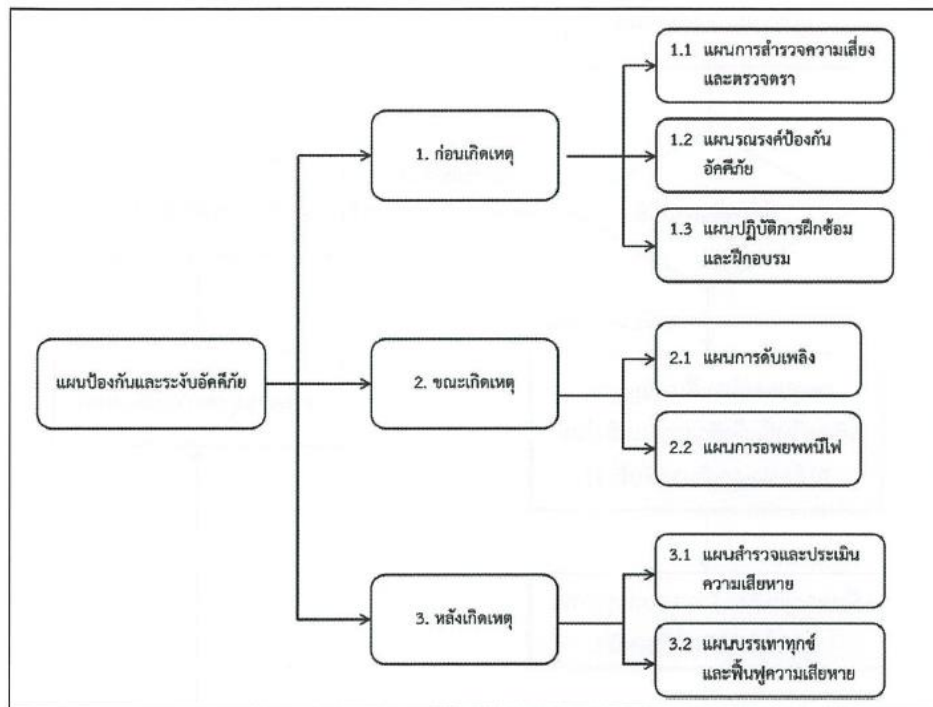 แผนป้องกันและระงับอัคคีภัย
1. ก่อนเกิดเหตุ
1.1 แผนการสำรวจความเสี่ยง
และตรวจตรา
1.2 แผนรณรงค์ป้องกัน
อัคคีภัย
1.3 แผนปฏิบัติการฝึกซ้อม
และฝึกอบรม
2. ขณะเกิดเหตุ
2.1 แผนการดับเพลิง
2.2 แผนการอพยพหนีไฟ
3. หลังเกิดเหตุ
3.1 แผนสำรวจและประเมิน
ความเสียหาย
3.2 แผนบรรเทาทุกข์
และฟื้นฟูความเสียหาย